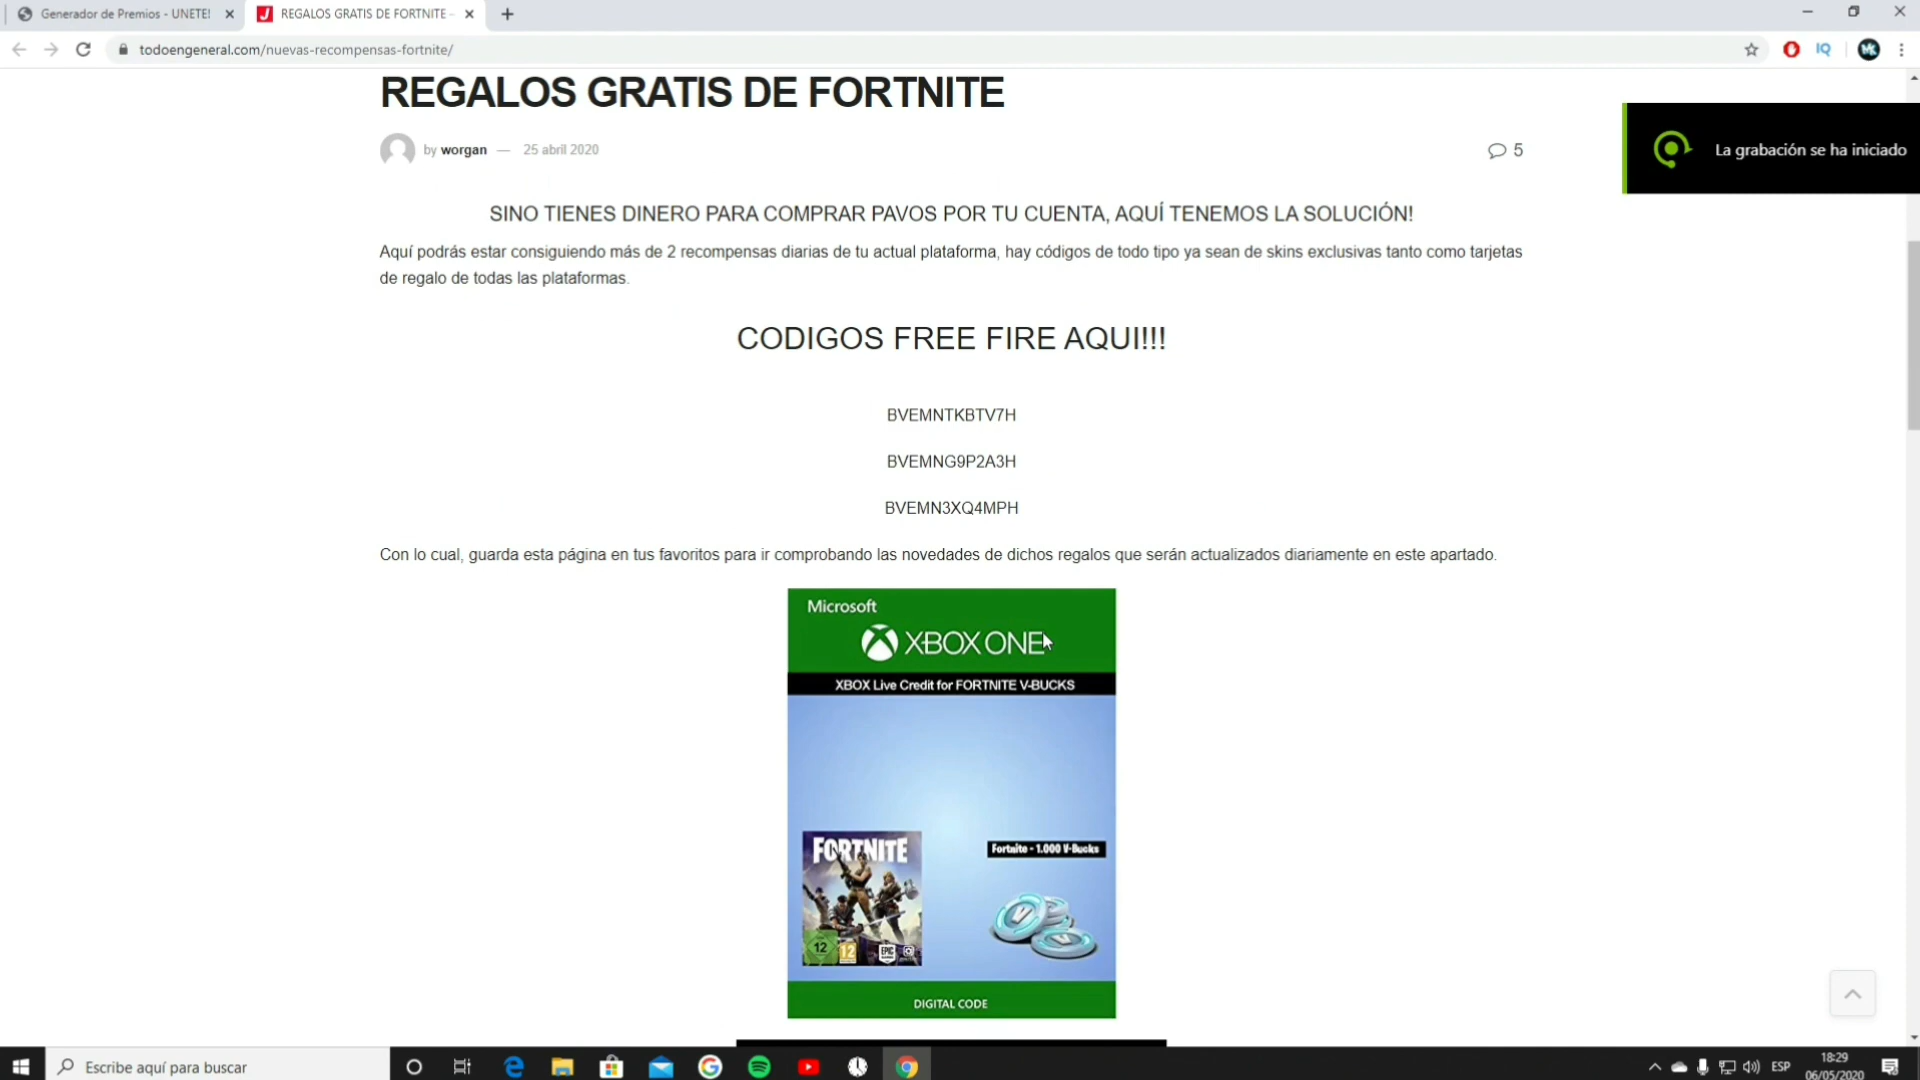 Generador de Premios - UNETE!
REGALOS GRATIS DE FORTNITE -
todoengeneral.com/nuevas-recompensas-fortnite/
IQ
MK
REGALOS GRATIS DE FORTNITE
La grabación se ha iniciado
by worgan — 25 abril 2020
5
SINO TIENES DINERO PARA COMPRAR PAVOS POR TU CUENTA, AQUÍ TENEMOS LA SOLUCIÓN!
Aquí podrás estar consiguiendo más de 2 recompensas diarias de tu actual plataforma, hay códigos de todo tipo ya sean de skins exclusivas tanto como tarjetas
de regalo de todas las plataformas.
CODIGOS FREE FIRE AQUI!!!
BVEMNTKBTV7H
BVEMNG9P2A3H
BVEMN3XQ4MPH
Con lo cual, guarda esta página en tus favoritos para ir comprobando las novedades de dichos regalos que serán actualizados diariamente en este apartado.
Microsoft
XBOX ONE
XBOX Live Credit for FORTNITE V-BUCKS
FORTNITE
Fortnite - 1.000 V-Bucks
12
12
EPIC
GAMES
DIGITAL CODE
Escribe aquí para buscar
ESP
18:29
06/05/2020